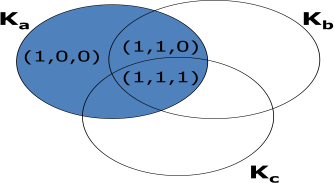 Ka
Kb
(1,0,0)
(1,1,0)
(1,1,1)
Kc